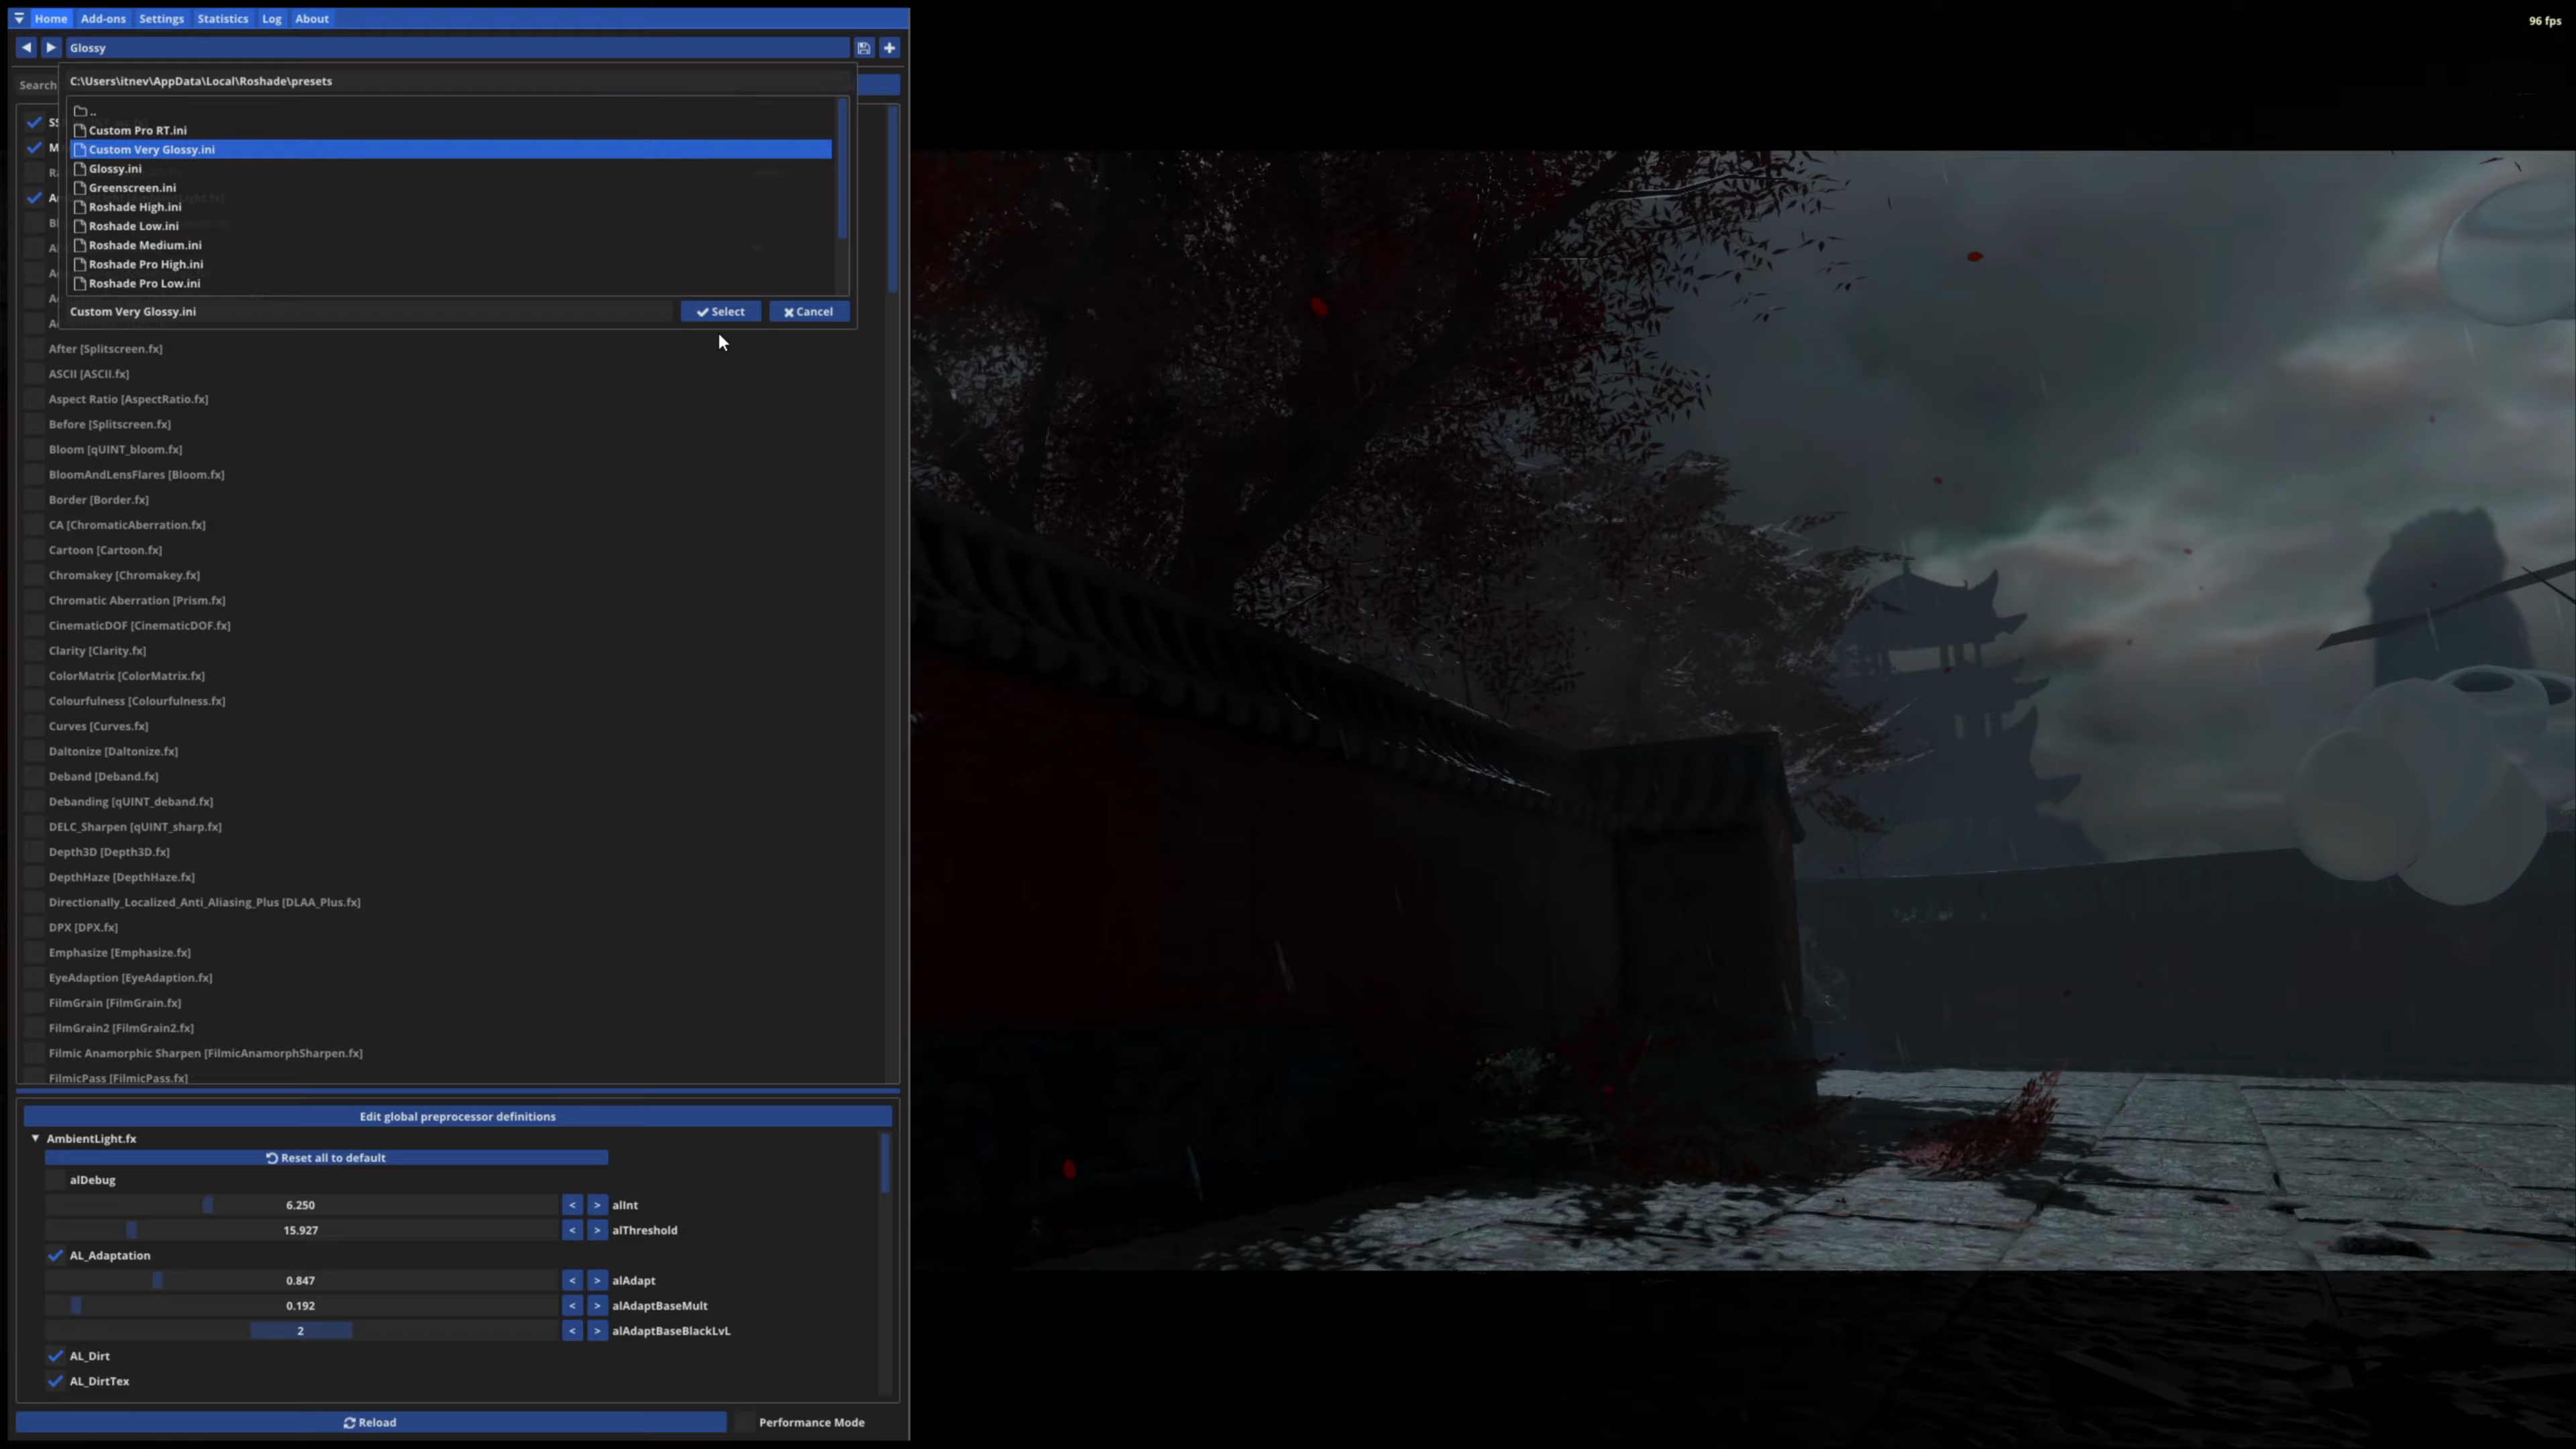 Home Add-ons Settings Statistics Log About
96 fps
Glossy
Search
C:\Users\itnev\AppData\Local\Roshade\presets
..
Custom Pro RT.ini
Custom Very Glossy.ini
Glossy.ini
Greenscreen.ini
Roshade High.ini
Roshade Low.ini
Roshade Medium.ini
Roshade Pro High.ini
Roshade Pro Low.ini
Custom Very Glossy.ini Select Cancel
After [Splitscreen.fx]
ASCII [ASCII.fx]
Aspect Ratio [AspectRatio.fx]
Before [Splitscreen.fx]
Bloom [qUINT_bloom.fx]
BloomAndLensFlares [Bloom.fx]
Border [Border.fx]
CA [ChromaticAberration.fx]
Cartoon [Cartoon.fx]
Chromakey [Chromakey.fx]
Chromatic Aberration [Prism.fx]
CinematicDOF [CinematicDOF.fx]
Clarity [Clarity.fx]
ColorMatrix [ColorMatrix.fx]
Colourfulness [Colourfulness.fx]
Curves [Curves.fx]
Daltonize [Daltonize.fx]
Deband [Deband.fx]
Debanding [qUINT_deband.fx]
DELC_Sharpen [qUINT_sharp.fx]
Depth3D [Depth3D.fx]
DepthHaze [DepthHaze.fx]
Directionally_Localized_Anti_Aliasing_Plus [DLAA_Plus.fx]
DPX [DPX.fx]
Emphasize [Emphasize.fx]
EyeAdaption [EyeAdaption.fx]
FilmGrain [FilmGrain.fx]
FilmGrain2 [FilmGrain2.fx]
Filmic Anamorphic Sharpen [FilmicAnamorphSharpen.fx]
FilmicPass [FilmicPass.fx]
Edit global preprocessor definitions
AmbientLight.fx
Reset all to default
alDebug
6.250 < > alInt
15.927 < > alThreshold
AL_Adaptation
0.847 < > alAdapt
0.192 < > alAdaptBaseMult
2 < > alAdaptBaseBlackLvL
AL_Dirt
AL_DirtTex
Reload Performance Mode